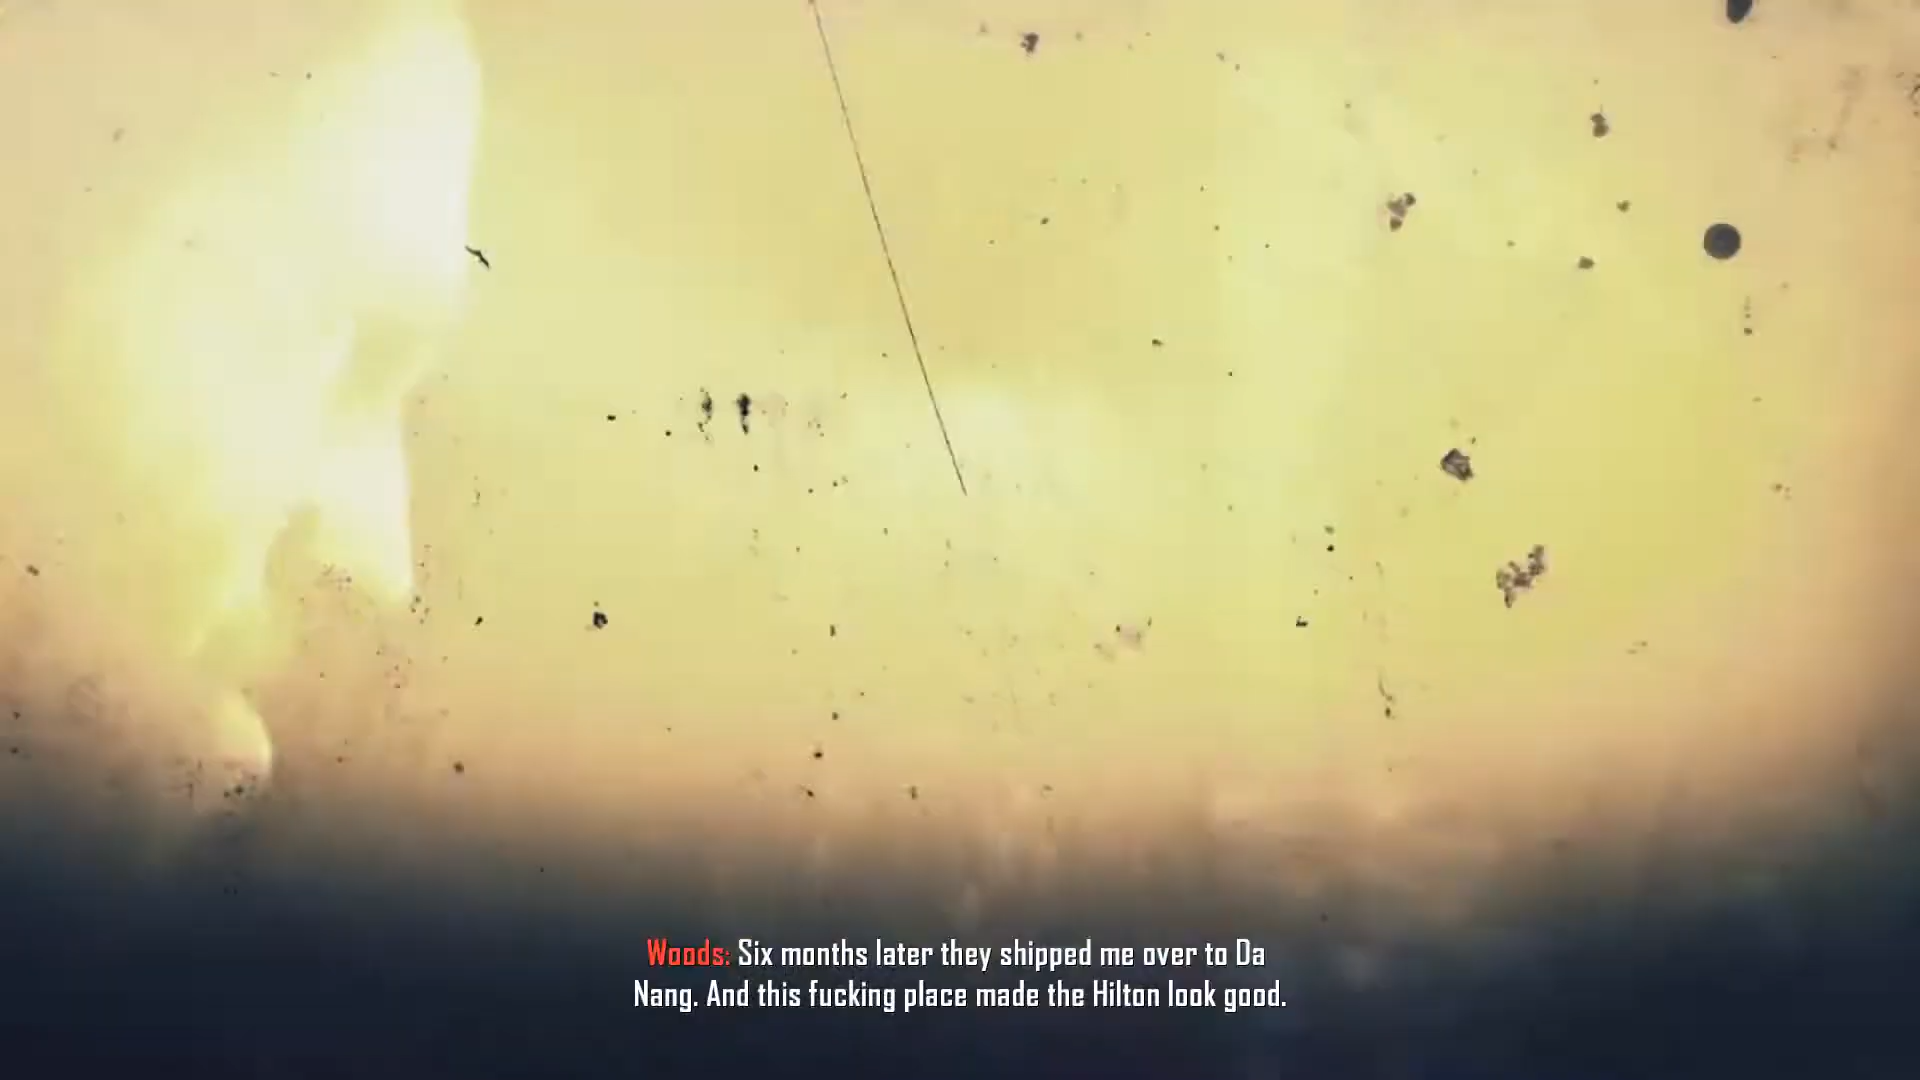 Woods: Six months later they shipped me over to Da
Nang. And this fucking place made the Hilton look good.